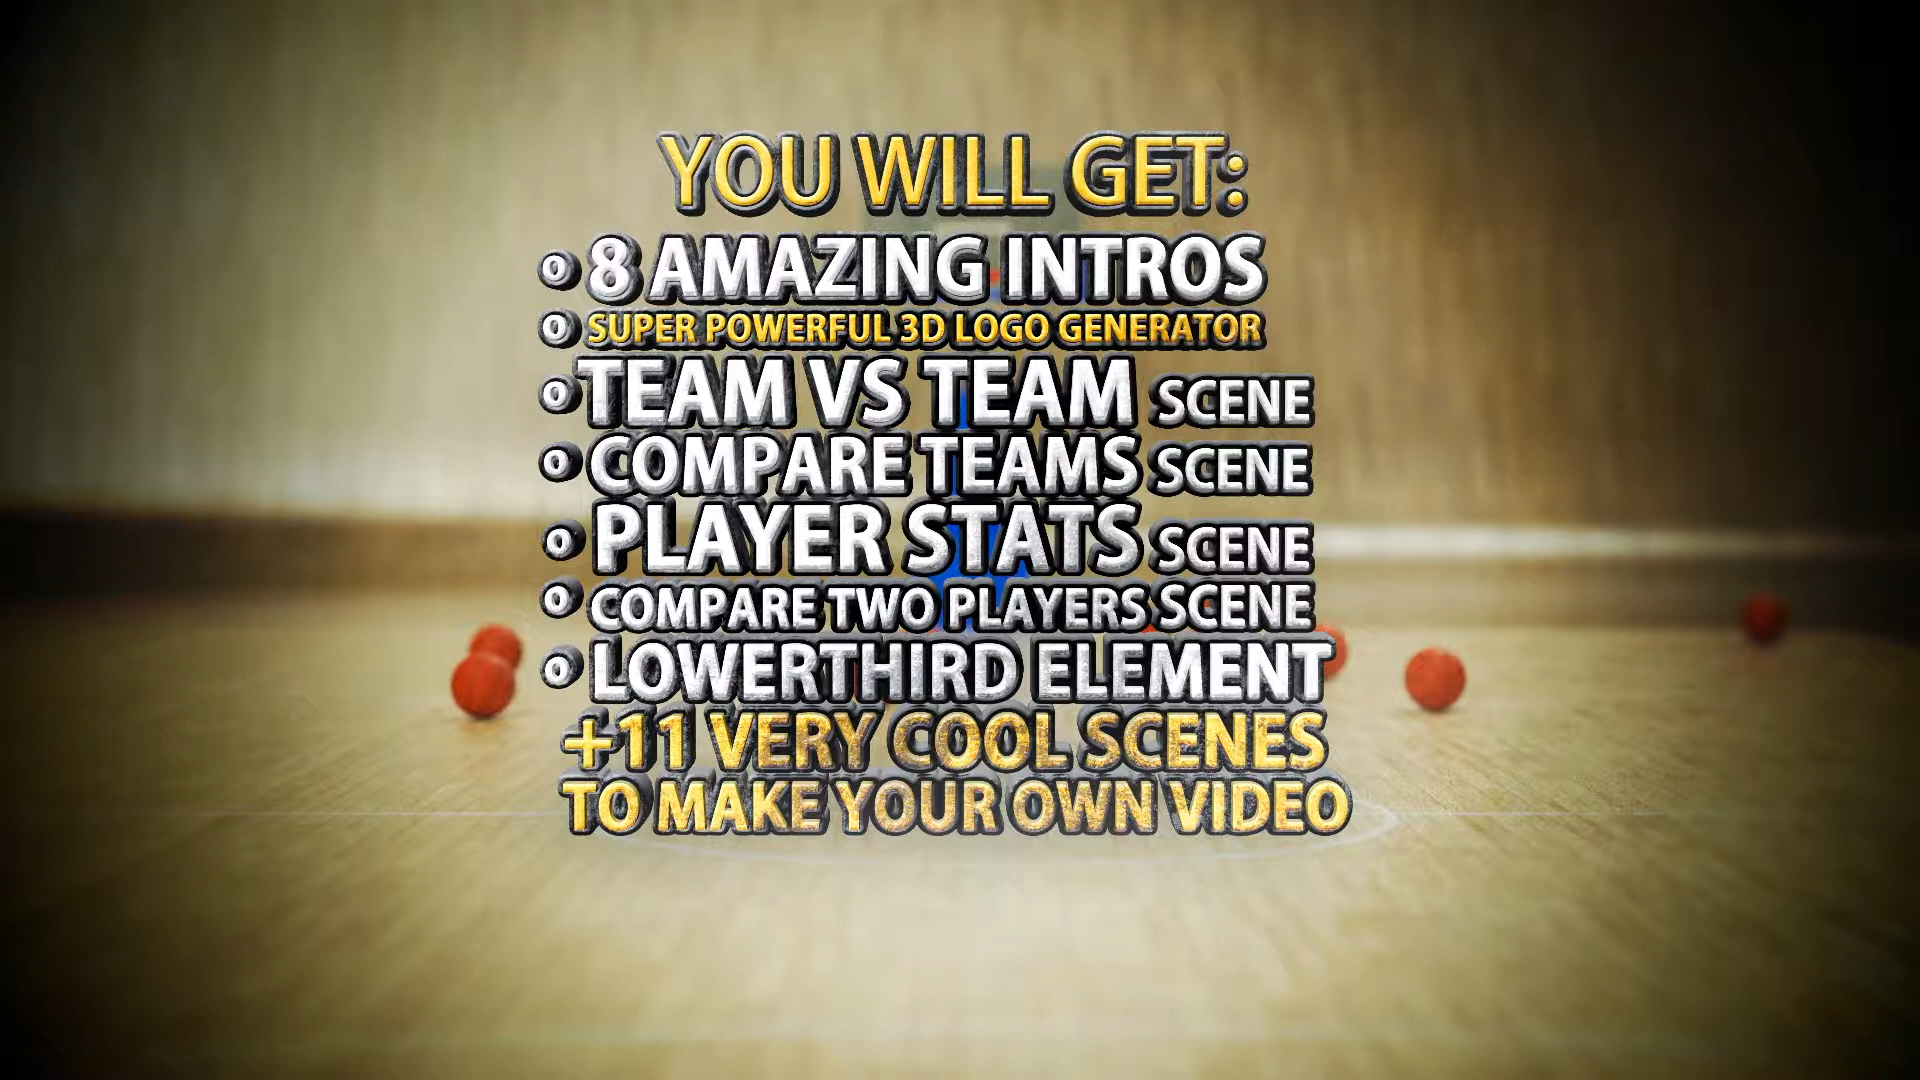 YOU WILL GET:
o 8 AMAZING INTROS
o SUPER POWERFUL 3D LOGO GENERATOR
o TEAM VS TEAM SCENE
o COMPARE TEAMS SCENE
o PLAYER STATS SCENE
o COMPARE TWO PLAYERS SCENE
o LOWERTHIRD ELEMENT
+11 VERY COOL SCENES
TO MAKE YOUR OWN VIDEO